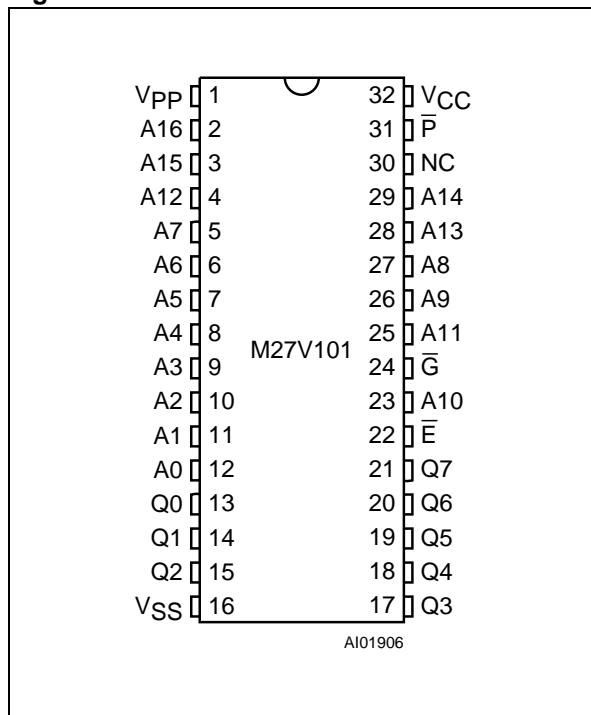 VPP 1 32 VCC
A16 2 31 P̅
A15 3 30 NC
A12 4 29 A14
A7 5 28 A13
A6 6 27 A8
A5 7 26 A9
A4 8 25 A11
M27V101
A3 9 24 G̅
A2 10 23 A10
A1 11 22 E̅
A0 12 21 Q7
Q0 13 20 Q6
Q1 14 19 Q5
Q2 15 18 Q4
VSS 16 17 Q3
AI01906